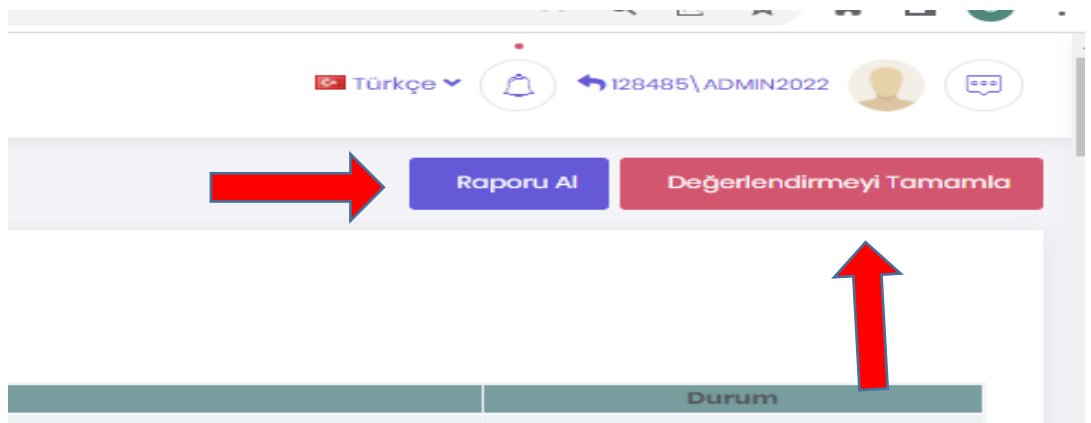 Türkçe
128485\ADMIN2022
Raporu Al
Değerlendirmeyi Tamamla
Durum